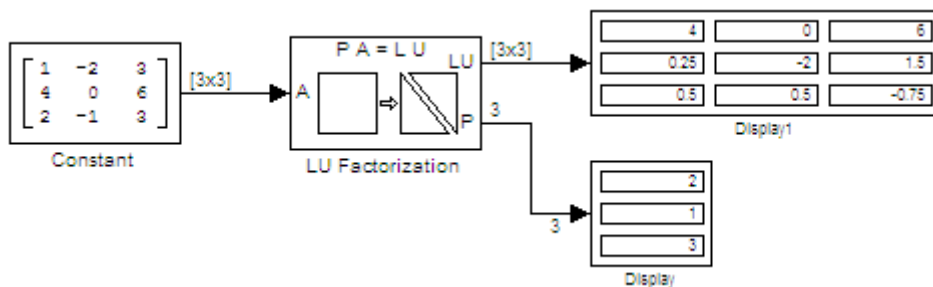 1 -2 3
4 0 6
2 -1 3
Constant
[3x3]
P A = L U
A
LU
P
LU Factorization
[3x3]
3
3
4 0 6
0.25 -2 1.5
0.5 0.5 -0.75
Display1
2
1
3
Display